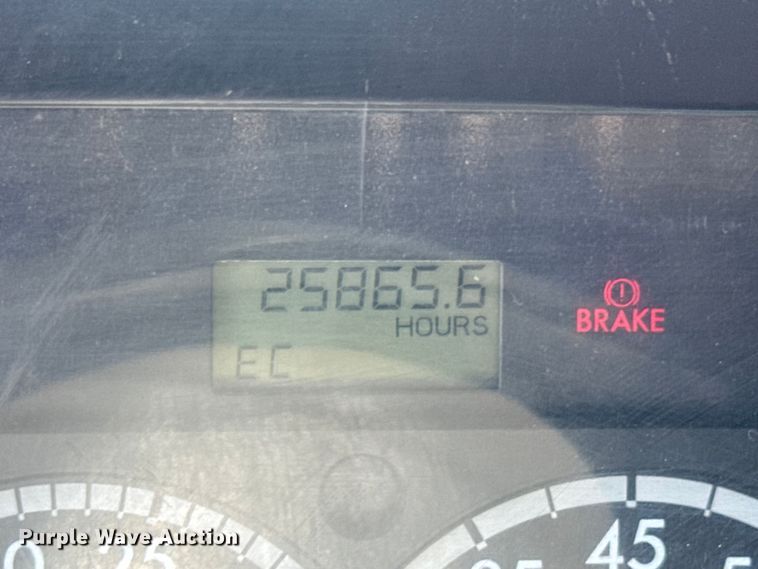 25865.6
HOURS
BRAKE
EC
45
Purple Wave Auction